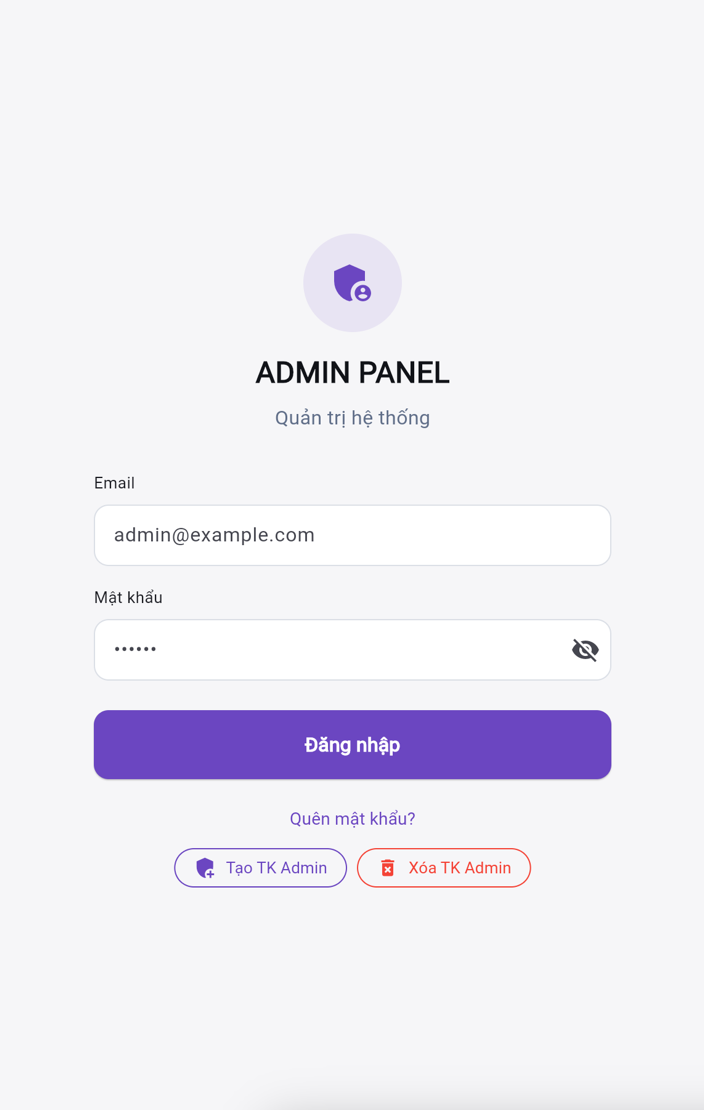 ADMIN PANEL
Quản trị hệ thống
Email
admin@example.com
Mật khẩu
••••••
Đăng nhập
Quên mật khẩu?
Tạo TK Admin
Xóa TK Admin